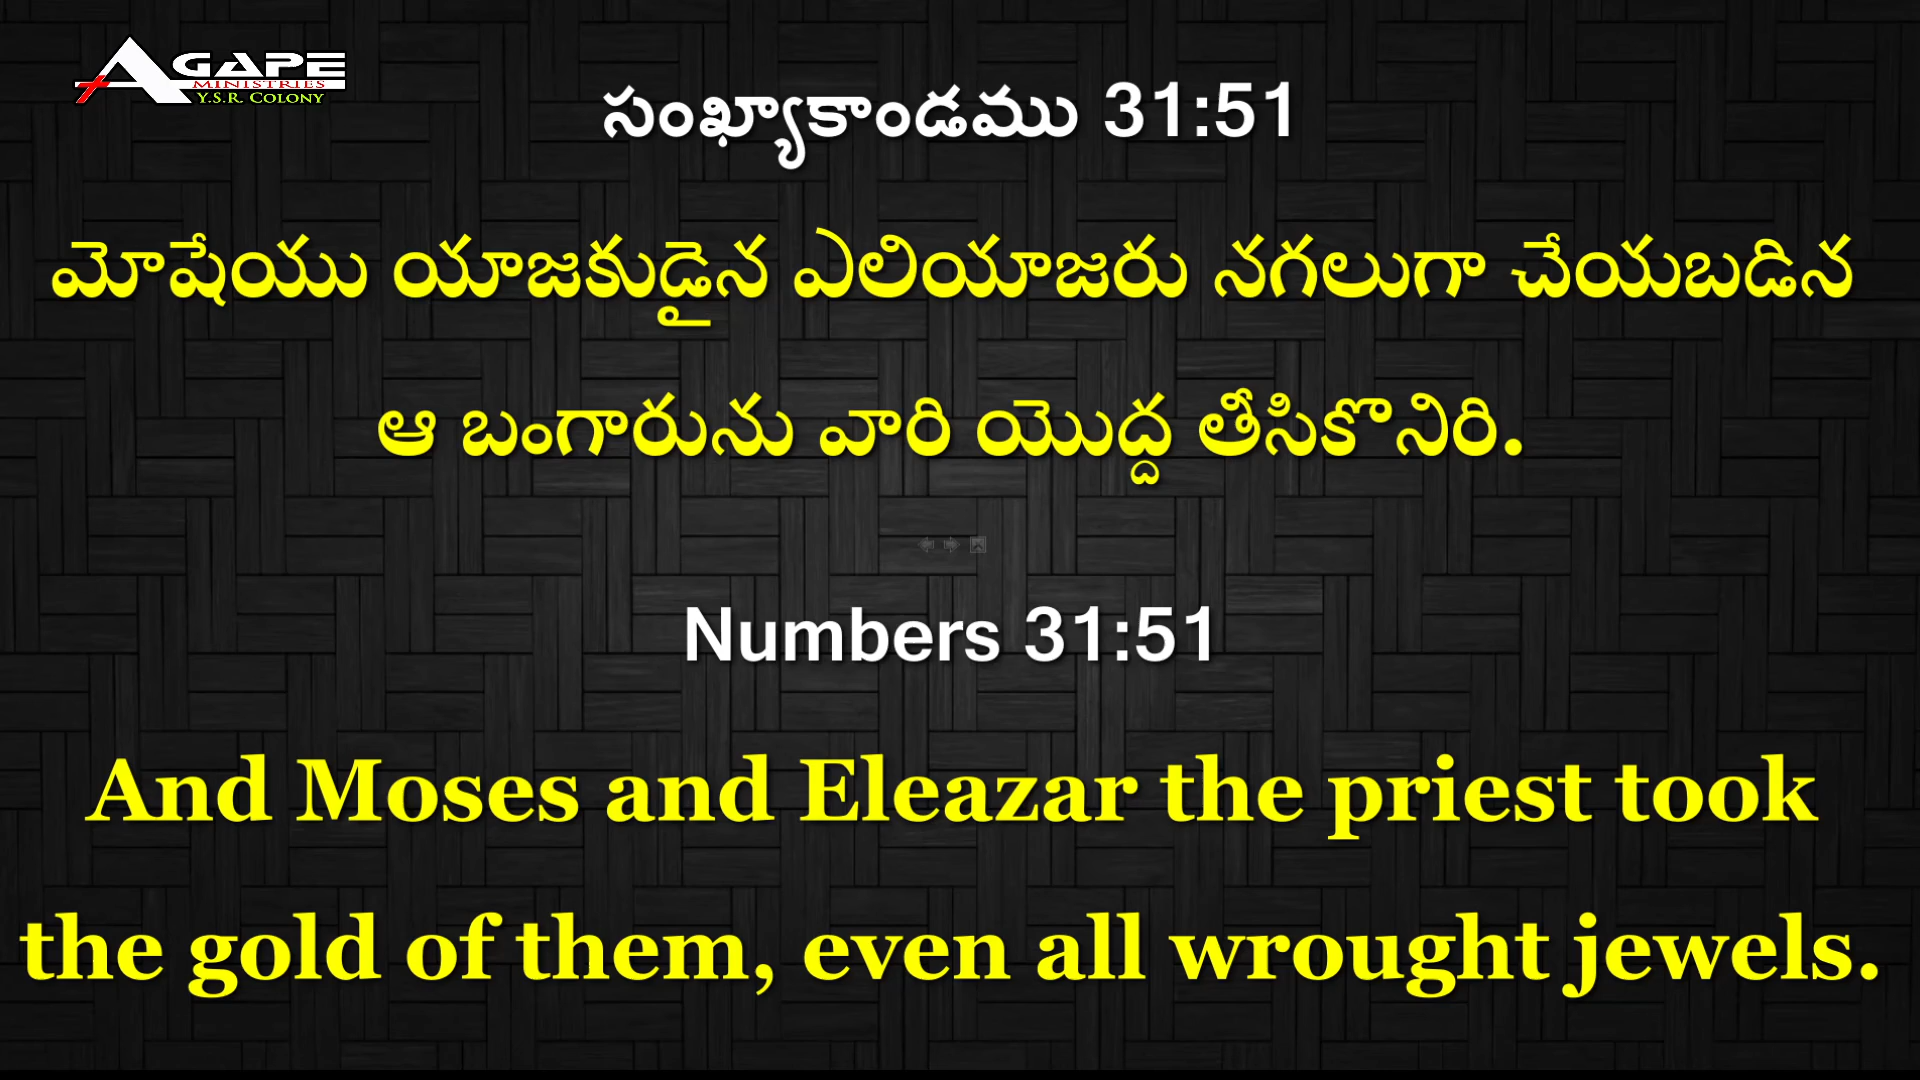 AGAPE
MINISTRIES
Y.S.R. COLONY
సంఖ్యాకాండము 31:51
మోషేయు యాజకుడైన ఎలియాజరు నగలుగా చేయబడిన
ఆ బంగారును వారి యొద్ద తీసికొనిరి.
Numbers 31:51
And Moses and Eleazar the priest took
the gold of them, even all wrought jewels.